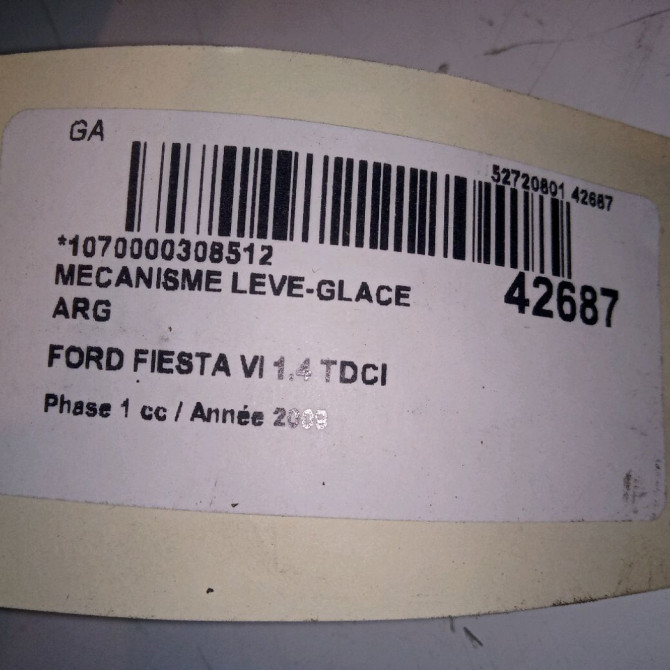 GA
52720801 42687
*1070000308512
MECANISME LEVE-GLACE
42687
ARG
FORD FIESTA VI 1.4 TDCI
Phase 1 cc / Année 2009